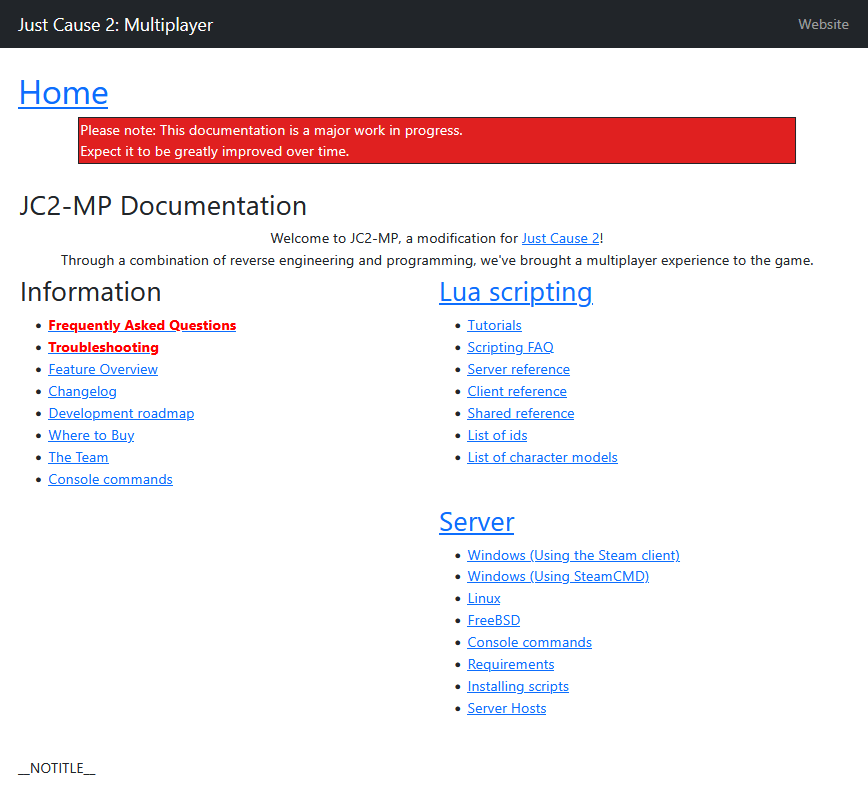 Just Cause 2: Multiplayer
Website
Home
Please note: This documentation is a major work in progress.
Expect it to be greatly improved over time.
JC2-MP Documentation
Welcome to JC2-MP, a modification for Just Cause 2!
Through a combination of reverse engineering and programming, we've brought a multiplayer experience to the game.
Information
Frequently Asked Questions
Troubleshooting
Feature Overview
Changelog
Development roadmap
Where to Buy
The Team
Console commands
Lua scripting
Tutorials
Scripting FAQ
Server reference
Client reference
Shared reference
List of ids
List of character models
Server
Windows (Using the Steam client)
Windows (Using SteamCMD)
Linux
FreeBSD
Console commands
Requirements
Installing scripts
Server Hosts
__NOTITLE__